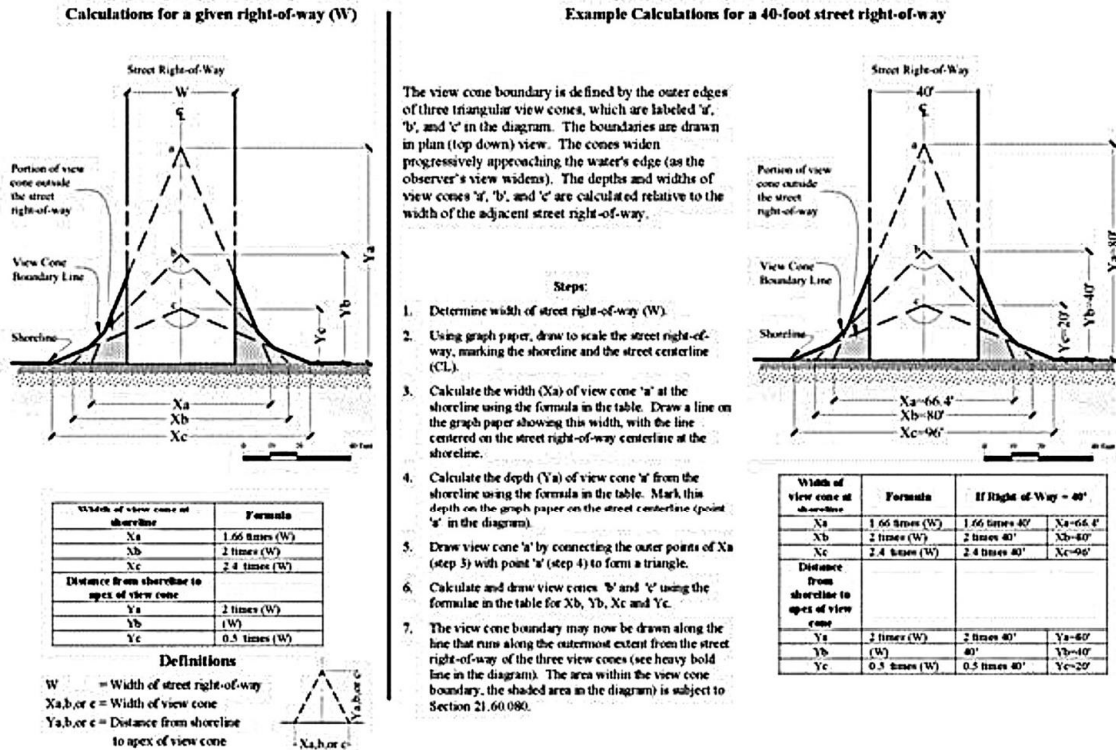 Calculations for a given right-of-way (W)
Street Right-of-Way
W
CL
a
Portion of view
cone outside
the street
right-of-way
b
View Cone
Boundary Line
c
Shoreline
Ya
Yb
Yc
Xa
Xb
Xc
Width of view cone at
shoreline
Formula
Xa 1.66 times (W)
Xb 2 times (W)
Xc 2.4 times (W)
Distance from shoreline to
apex of view cone
Ya 2 times (W)
Yb (W)
Yc 0.5 times (W)
Definitions
W = Width of street right-of-way
Xa,b,or c = Width of view cone
Ya,b,or c = Distance from shoreline
to apex of view cone
Ya,b,or c
Xa,b,or c
Example Calculations for a 40-foot street right-of-way
The view cone boundary is defined by the outer edges
of three triangular view cones, which are labeled 'a',
'b', and 'c' in the diagram. The boundaries are drawn
in plan (top down) view. The cones widen
progressively approaching the water's edge (as the
observer's view widens). The depths and widths of
view cones 'a', 'b', and 'c' are calculated relative to the
width of the adjacent street right-of-way.
Steps:
1. Determine width of street right-of-way (W).
2. Using graph paper, draw to scale the street right-of-
way, marking the shoreline and the street centerline
(CL).
3. Calculate the width (Xa) of view cone 'a' at the
shoreline using the formula in the table. Draw a line on
the graph paper showing this width, with the line
centered on the street right-of-way centerline at the
shoreline.
4. Calculate the depth (Ya) of view cone 'a' from the
shoreline using the formula in the table. Mark this
depth on the graph paper on the street centerline (point
'a' in the diagram).
5. Draw view cone 'a' by connecting the outer points of Xa
(step 3) with point 'a' (step 4) to form a triangle.
6. Calculate and draw view cones 'b' and 'c' using the
formulae in the table for Xb, Yb, Xc and Yc.
7. The view cone boundary may now be drawn along the
line that runs along the outermost extent from the street
right-of-way of the three view cones (see heavy bold
line in the diagram). The area within the view cone
boundary, the shaded area in the diagram) is subject to
Section 21.60.080.
Street Right-of-Way
40'
CL
a
Portion of view
cone outside
the street
right-of-way
b
View Cone
Boundary Line
c
Shoreline
Ya=80'
Yb=40'
Yc=20'
Xa=66.4'
Xb=80'
Xc=96'
Width of
view cone at
shoreline
Formula
If Right of-Way = 40'
Xa 1.66 times (W) 1.66 times 40' Xa=66.4'
Xb 2 times (W) 2 times 40' Xb=80'
Xc 2.4 times (W) 2.4 times 40' Xc=96'
Distance
from
shoreline to
apex of view
cone
Ya 2 times (W) 2 times 40' Ya=80'
Yb (W) 40' Yb=40'
Yc 0.5 times (W) 0.5 times 40' Yc=20'